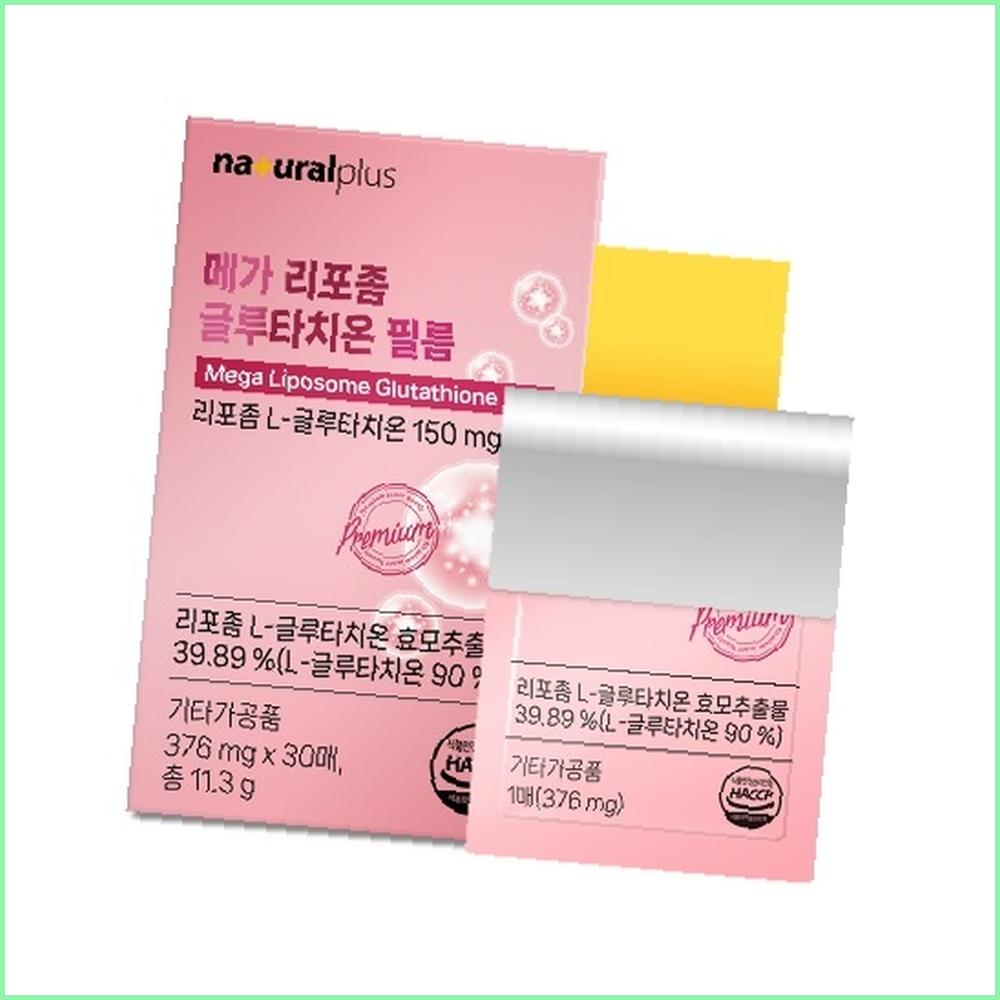 naturalplus
메가 리포좀
글루타치온 필름
Mega Liposome Glutathione
리포좀 L-글루타치온 150 mg
Premium
리포좀 L-글루타치온 효모추출
39.89 %(L-글루타치온 90 %
기타가공품
376 mg x 30매,
총 11.3 g
HA
Premium
리포좀 L-글루타치온 효모추출물
39.89 %(L-글루타치온 90 %)
기타가공품
1매(376 mg)
HACCP